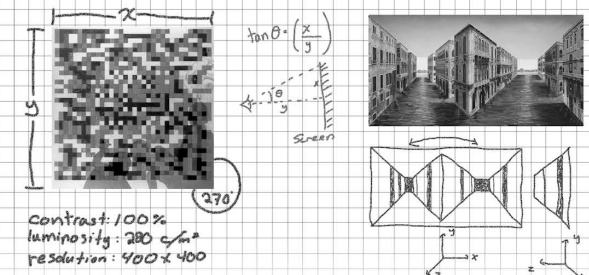 x
y
270°
contrast: 100%
luminosity: 280 c/m²
resolution: 400 x 400
tanθ = (x/y)
θ
x
y
Screen
y
x
z
y
z